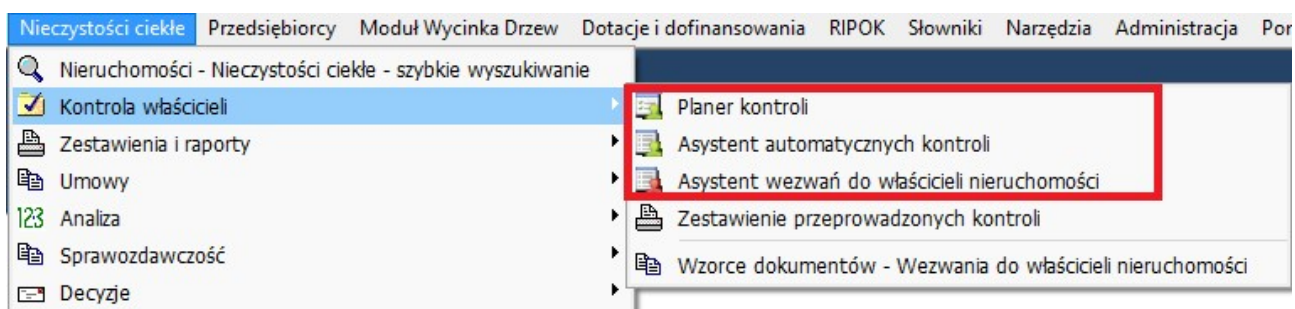 Nieczystości ciekłe Przedsiębiorcy Moduł Wycinka Drzew Dotacje i dofinansowania RIPOK Słowniki Narzędzia Administracja Por
Nieruchomości - Nieczystości ciekłe - szybkie wyszukiwanie
Kontrola właścicieli
Zestawienia i raporty
Umowy
123 Analiza
Sprawozdawczość
Decyzje
Planer kontroli
Asystent automatycznych kontroli
Asystent wezwań do właścicieli nieruchomości
Zestawienie przeprowadzonych kontroli
Wzorce dokumentów - Wezwania do właścicieli nieruchomości